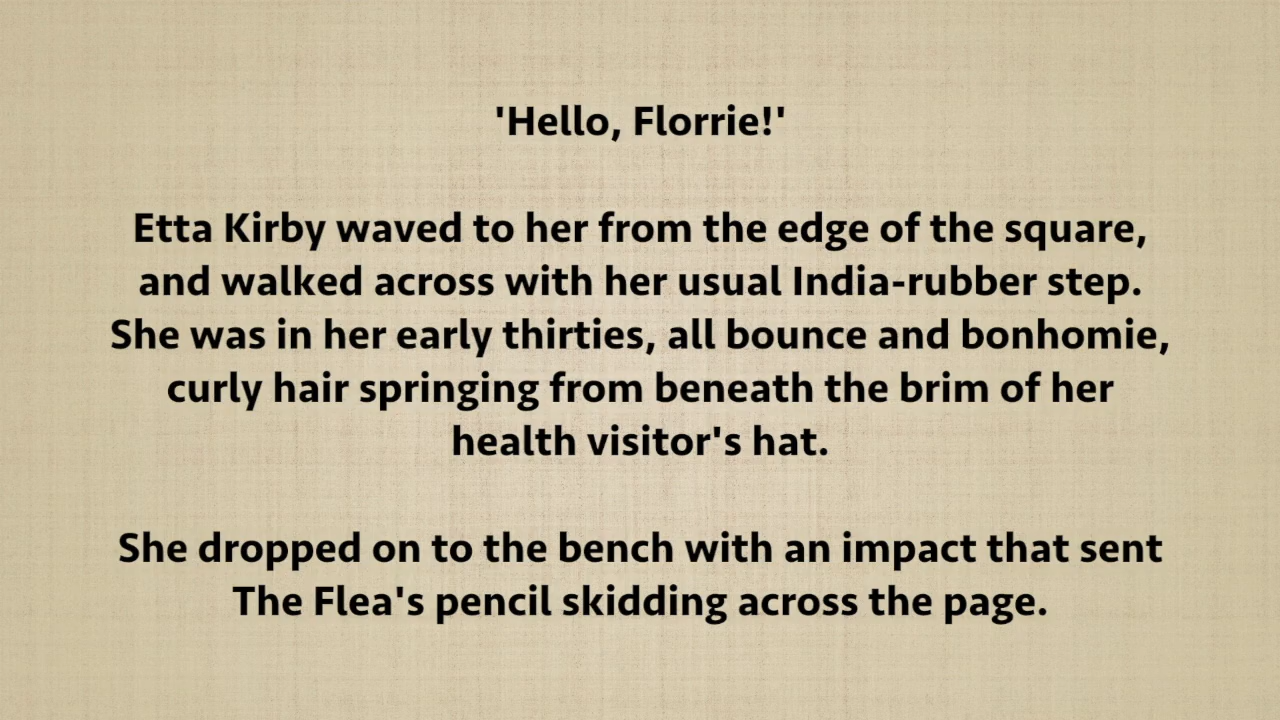 'Hello, Florrie!'
Etta Kirby waved to her from the edge of the square,
and walked across with her usual India-rubber step.
She was in her early thirties, all bounce and bonhomie,
curly hair springing from beneath the brim of her
health visitor's hat.
She dropped on to the bench with an impact that sent
The Flea's pencil skidding across the page.